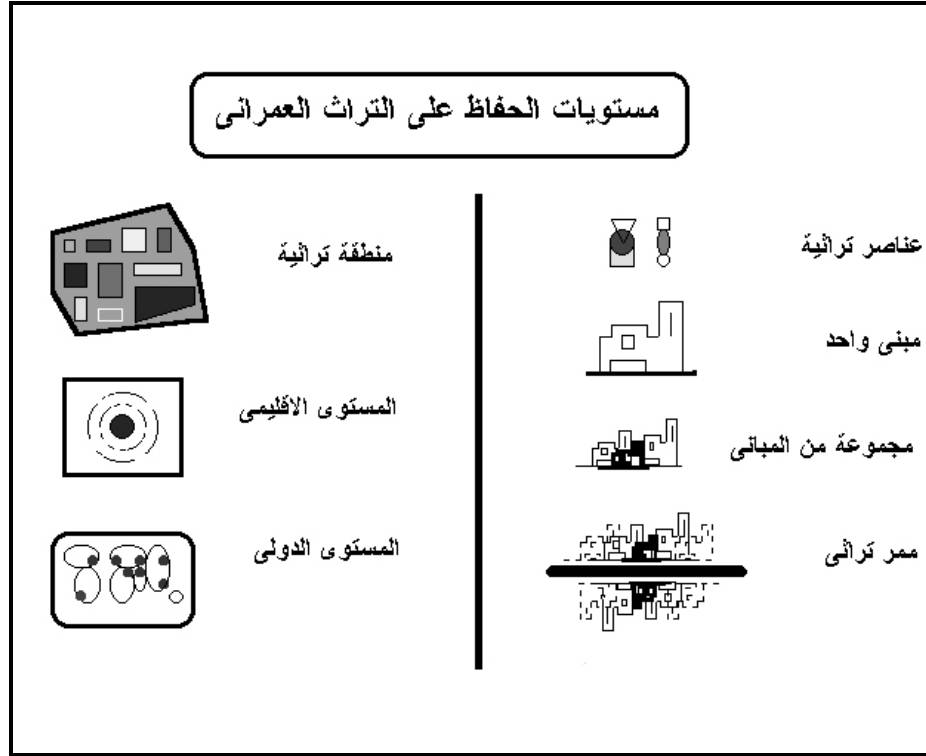 مستويات الحفاظ على التراث العمرانى
عناصر تراثية
مبنى واحد
مجموعة من المبانى
ممر تراثى
منطقة تراثية
المستوى الاقليمى
المستوى الدولى